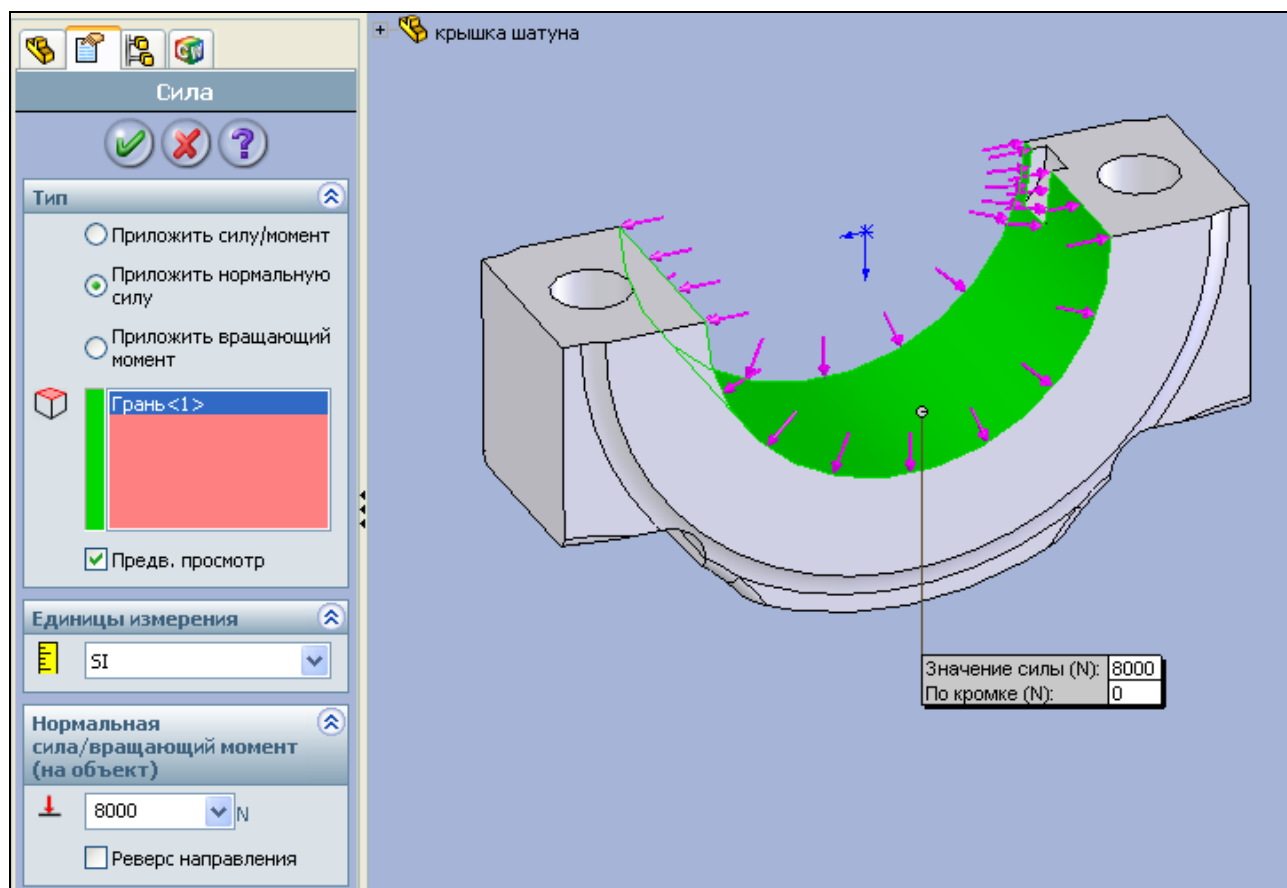 Сила
Тип
Приложить силу/момент
Приложить нормальную
силу
Приложить вращающий
момент
Грань<1>
Предв. просмотр
Единицы измерения
SI
Нормальная
сила/вращающий момент
(на объект)
8000 N
Реверс направления
крышка шатуна
Значение силы (N): 8000
По кромке (N): 0